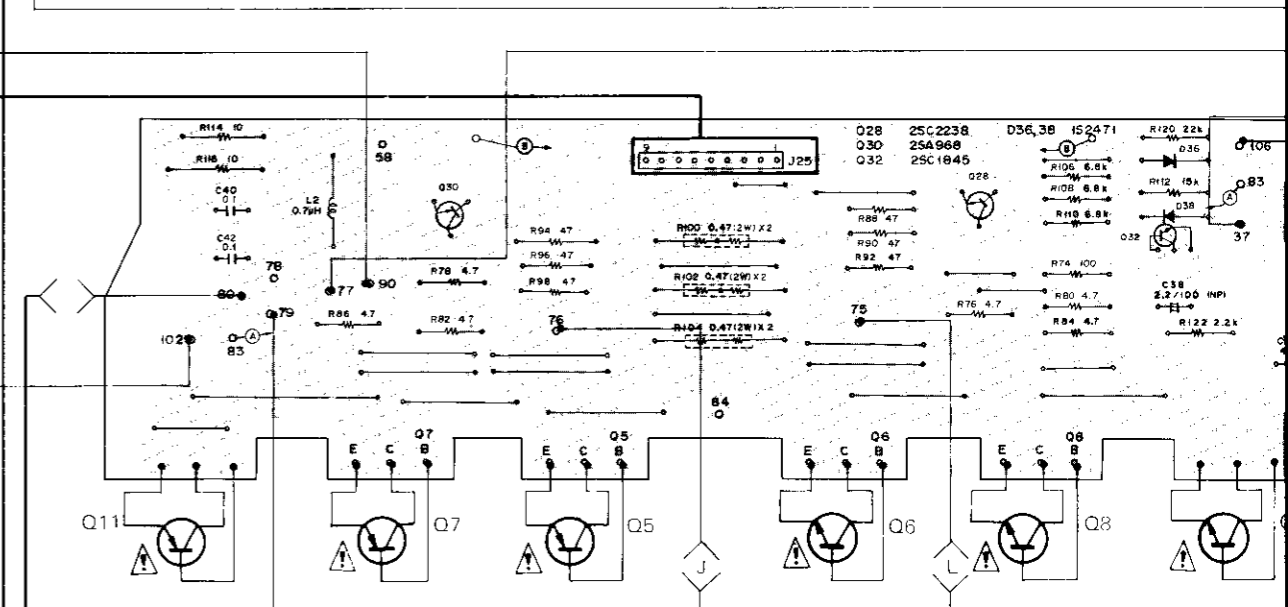 R114 10
R116 10
C40
0.1
C42
0.1
L2
0.7µH
58
Q30
B
9 1
J25
Q28 2SC2238
Q30 2SA968
Q32 2SC1845
D36,38 1S2471
B
R106 6.8k
R108 6.8k
R110 6.8k
Q28
R120 22k
D36
R112 15k
D38
Q32
106
83
A
37
R94 47
R96 47
R98 47
R100 0.47(2W)X2
R102 0.47(2W)X2
R104 0.47(2W)X2
R88 47
R90 47
R92 47
R74 100
R80 4.7
R84 4.7
C38
2.2/100 (NP)
R122 2.2k
78
80
79
77
90
R78 4.7
R86 4.7
R82 4.7
76
75
R76 4.7
102
83
A
84
E C B
Q7
E C B
Q5
E C B
Q6
E C B
Q8
Q11
Q7
Q5
Q6
Q8
J
L